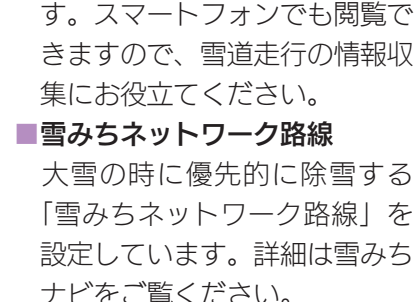 す。スマートフォンでも閲覧で
きますので、雪道走行の情報収
集にお役立てください。
■雪みちネットワーク路線
大雪の時に優先的に除雪する
「雪みちネットワーク路線」を
設定しています。詳細は雪みち
ナビをご覧ください。